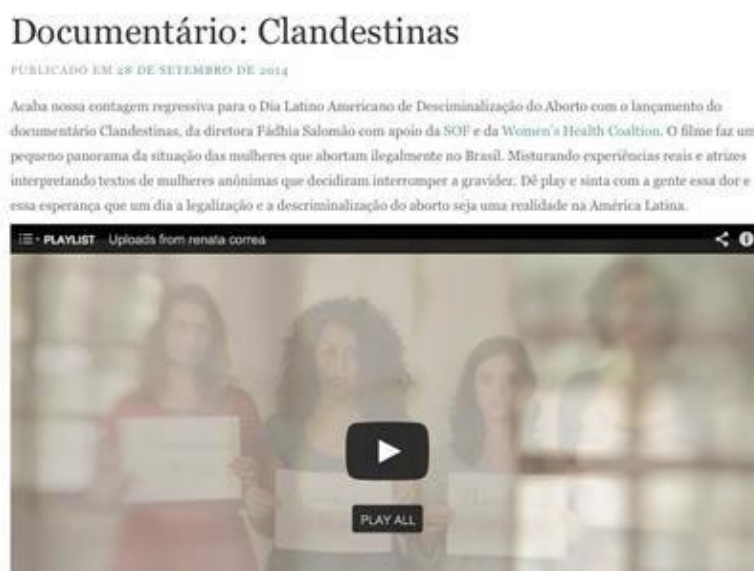 Documentário: Clandestinas
PUBLICADO EM 28 DE SETEMBRO DE 2014
Acaba nossa contagem regressiva para o Dia Latino Americano de Desciminalização do Aborto com o lançamento do
documentário Clandestinas, da diretora Fádhia Salomão com apoio da SOF e da Women's Health Coaltion. O filme faz um
pequeno panorama da situação das mulheres que abortam ilegalmente no Brasil. Misturando experiências reais e atrizes
interpretando textos de mulheres anônimas que decidiram interromper a gravidez. Dê play e sinta com a gente essa dor e
essa esperança que um dia a legalização e a descriminalização do aborto seja uma realidade na América Latina.
PLAYLIST Uploads from renata correa
PLAY ALL